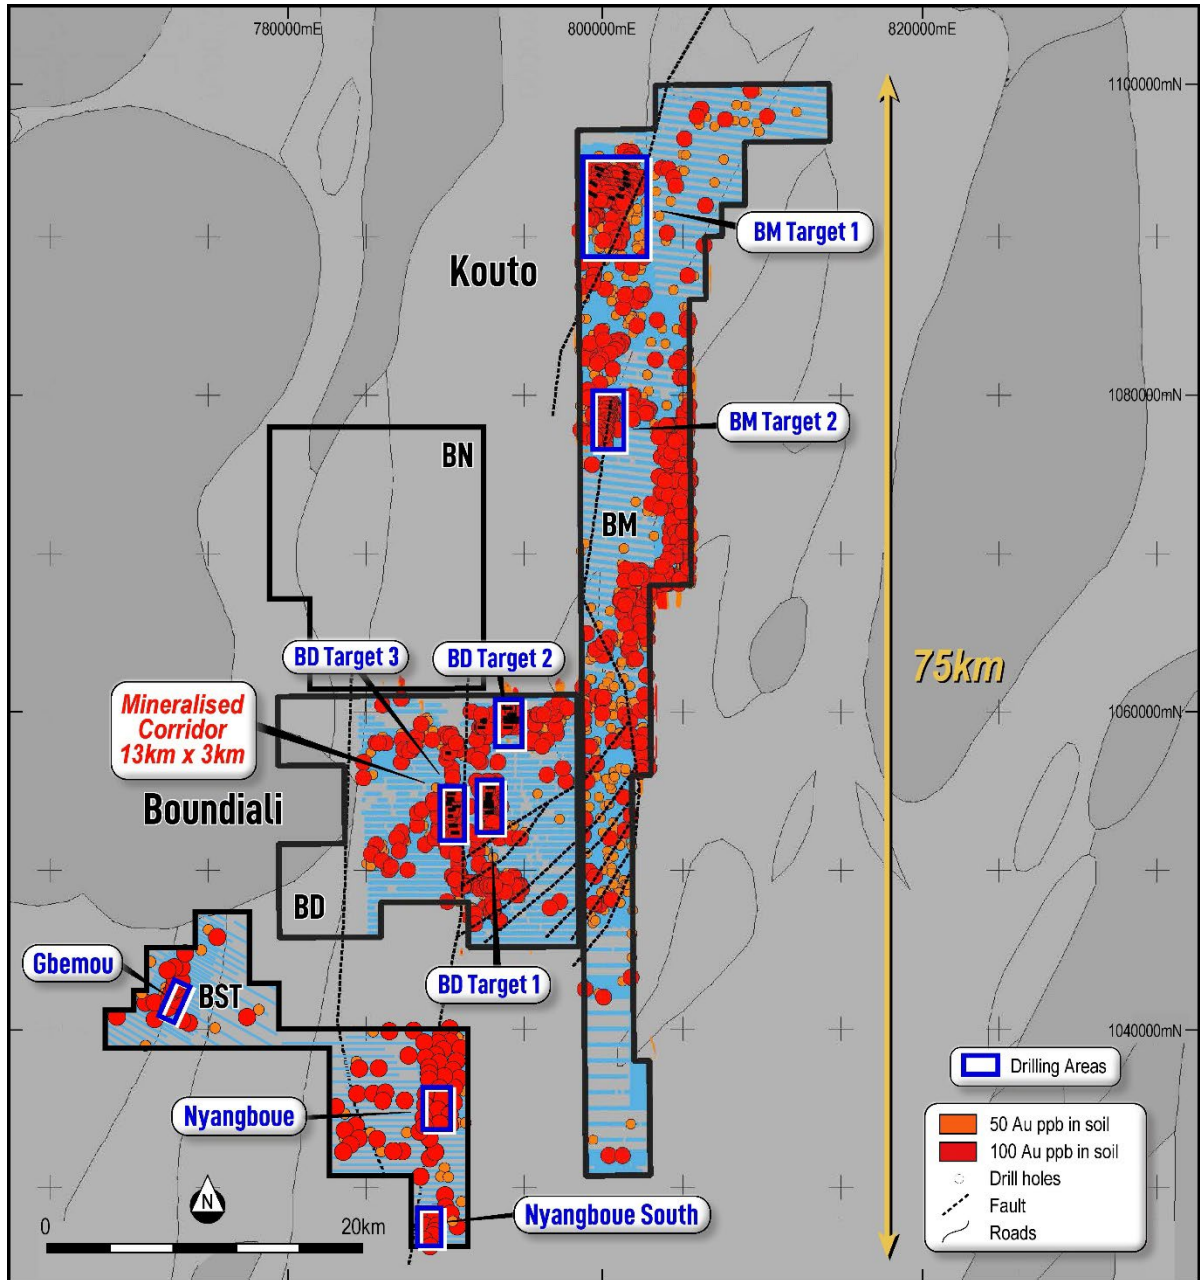 780000mE
800000mE
820000mE
1100000mN
BM Target 1
Kouto
1080000mN
BM Target 2
BN
BM
BD Target 3
BD Target 2
75km
Mineralised
Corridor
13km x 3km
1060000mN
Boundiali
BD
Gbemou
BST
BD Target 1
1040000mN
Drilling Areas
Nyangboue
50 Au ppb in soil
100 Au ppb in soil
Drill holes
Fault
Roads
N
Nyangboue South
0
20km